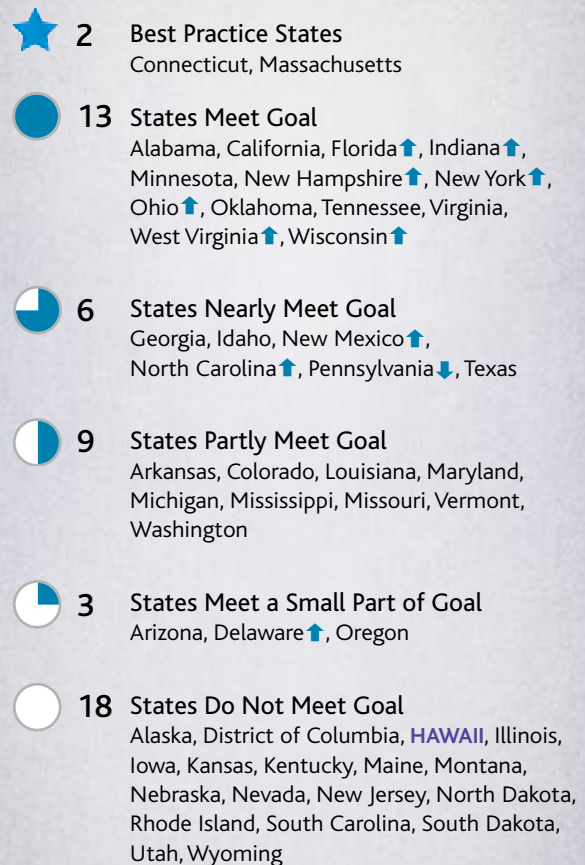 2 Best Practice States
Connecticut, Massachusetts
13 States Meet Goal
Alabama, California, Florida⬆, Indiana⬆,
Minnesota, New Hampshire⬆, New York⬆,
Ohio⬆, Oklahoma, Tennessee, Virginia,
West Virginia⬆, Wisconsin⬆
6 States Nearly Meet Goal
Georgia, Idaho, New Mexico⬆,
North Carolina⬆, Pennsylvania⬇, Texas
9 States Partly Meet Goal
Arkansas, Colorado, Louisiana, Maryland,
Michigan, Mississippi, Missouri, Vermont,
Washington
3 States Meet a Small Part of Goal
Arizona, Delaware⬆, Oregon
18 States Do Not Meet Goal
Alaska, District of Columbia, HAWAII, Illinois,
Iowa, Kansas, Kentucky, Maine, Montana,
Nebraska, Nevada, New Jersey, North Dakota,
Rhode Island, South Carolina, South Dakota,
Utah, Wyoming